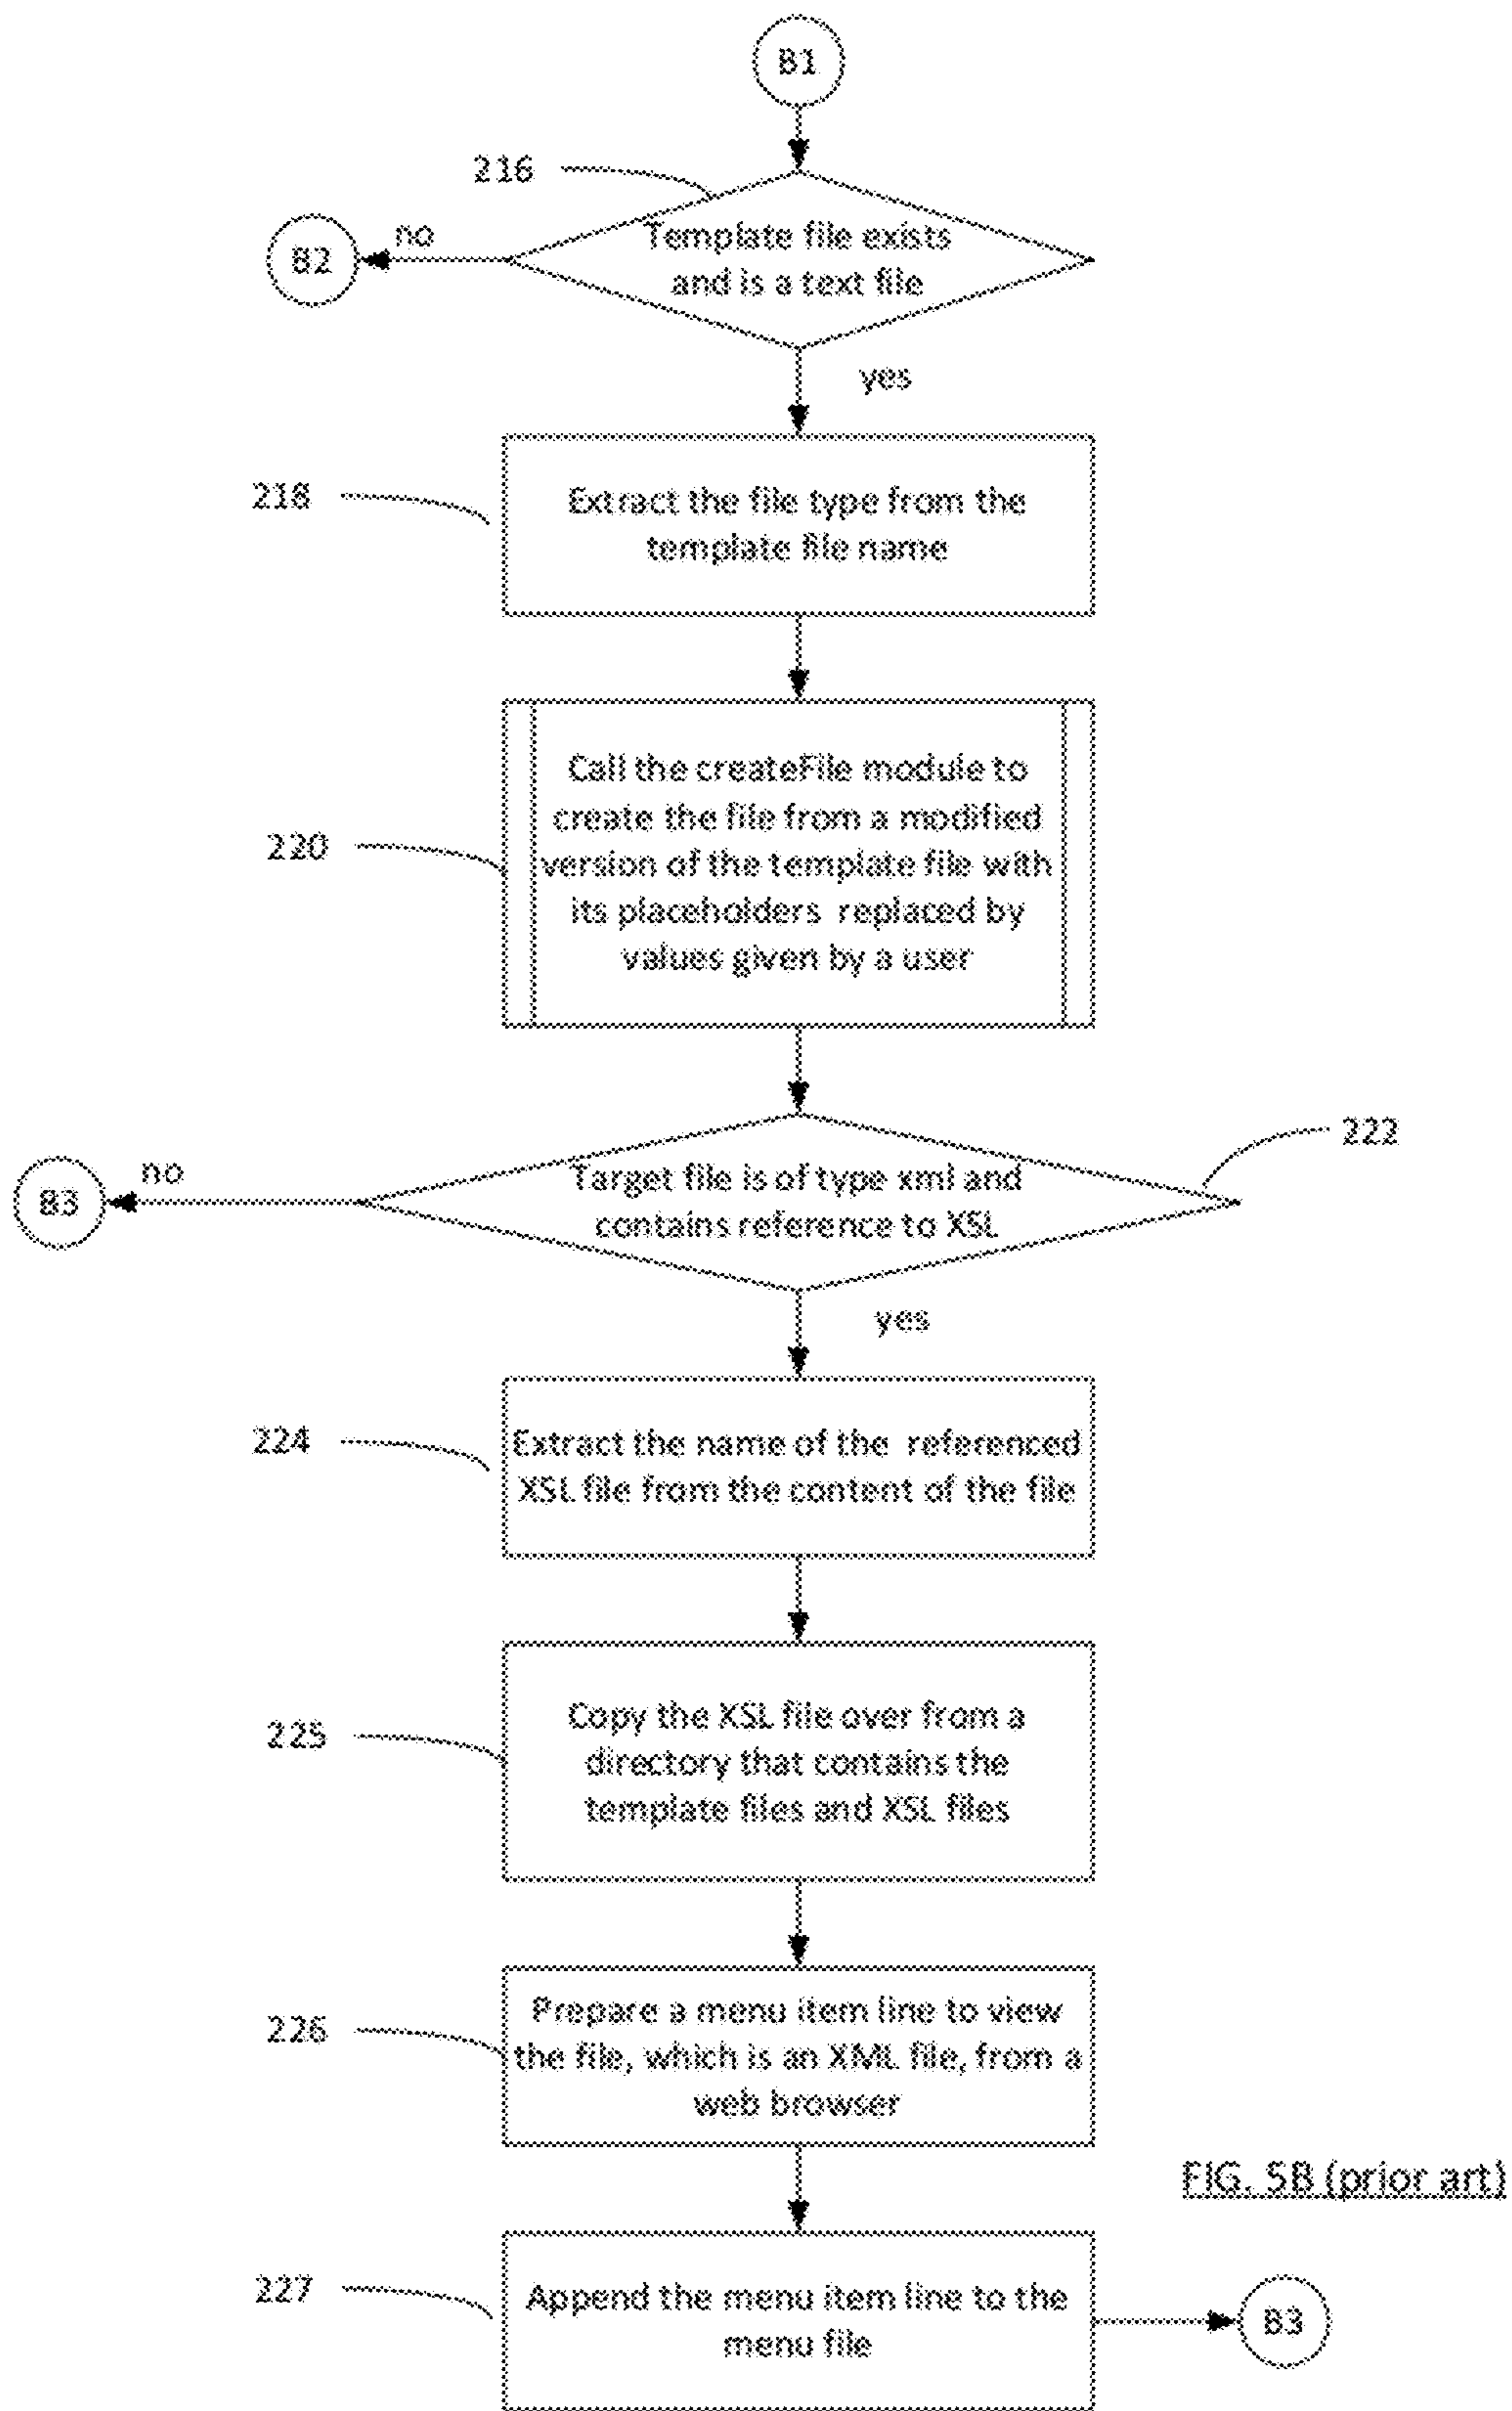 B1
216
Template file exists
and is a text file
no
B2
yes
218
Extract the file type from the
template file name
220
Call the createFile module to
create the file from a modified
version of the template file with
its placeholders replaced by
values given by a user
222
Target file is of type xml and
contains reference to XSL
no
B3
yes
224
Extract the name of the referenced
XSL file from the content of the file
225
Copy the XSL file over from a
directory that contains the
template files and XSL files
226
Prepare a menu item line to view
the file, which is an XML file, from a
web browser
FIG. 5B (prior art)
227
Append the menu item line to the
menu file
B3